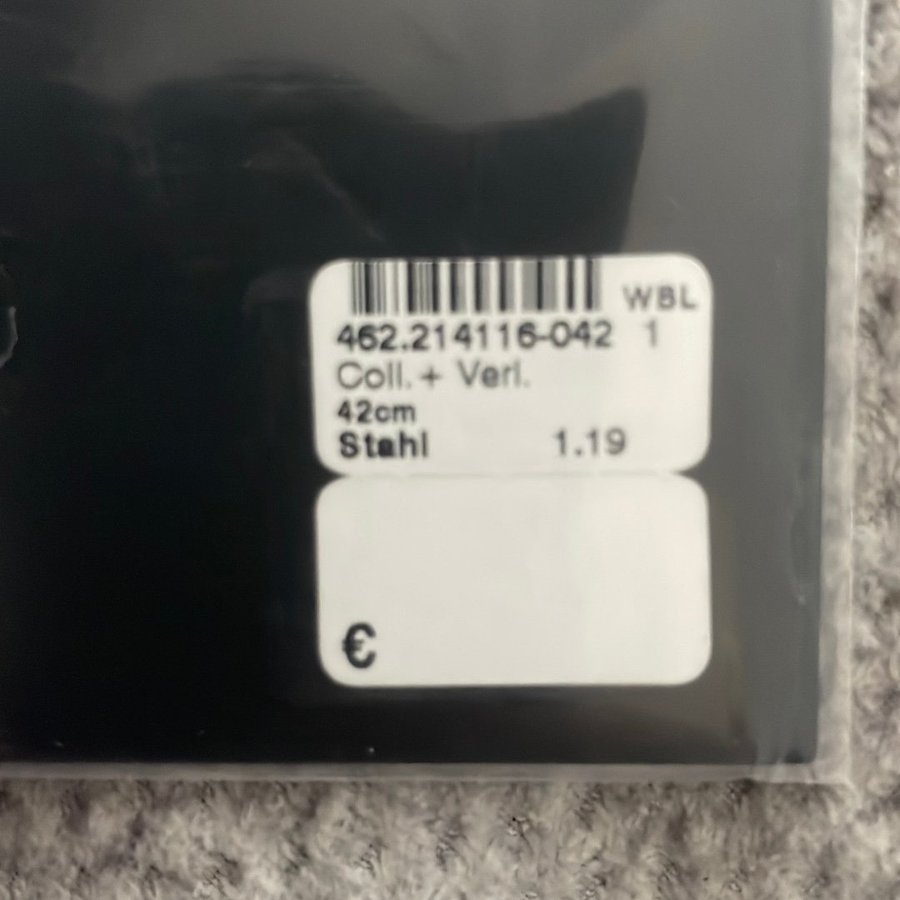 WBL
462.214116-042 1
Coll.+ Verl.
42cm
Stahl 1.19
€